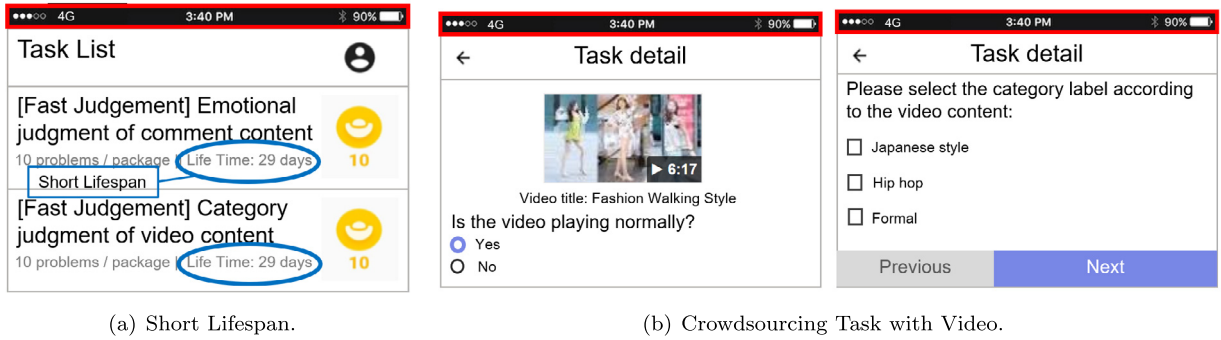 ●●●○○ 4G 3:40 PM 90%
Task List
[Fast Judgement] Emotional
judgment of comment content
10 problems / package | Life Time: 29 days
10
Short Lifespan
[Fast Judgement] Category
judgment of video content
10 problems / package | Life Time: 29 days
10
(a) Short Lifespan.
●●●○○ 4G 3:40 PM 90%
← Task detail
6:17
Video title: Fashion Walking Style
Is the video playing normally?
Yes
No
●●●○○ 4G 3:40 PM 90%
← Task detail
Please select the category label according
to the video content:
Japanese style
Hip hop
Formal
Previous Next
(b) Crowdsourcing Task with Video.